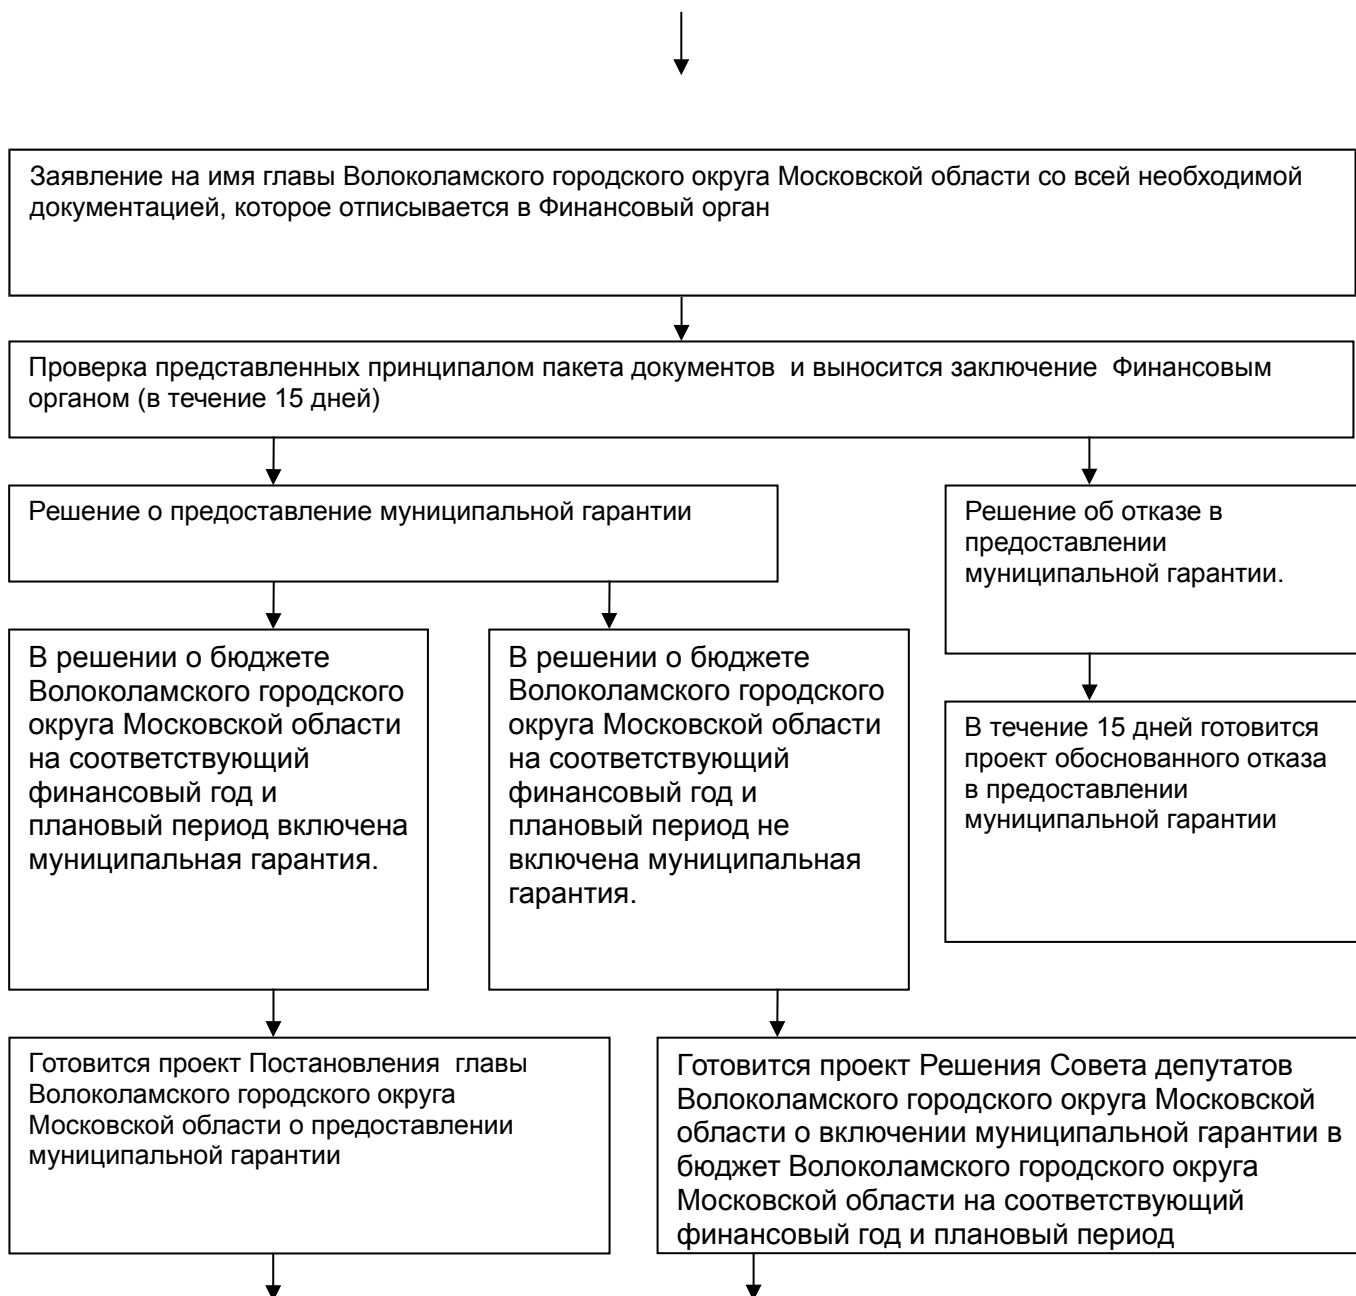 Заявление на имя главы Волоколамского городского округа Московской области со всей необходимой
документацией, которое отписывается в Финансовый орган
Проверка представленных принципалом пакета документов  и выносится заключение  Финансовым
органом (в течение 15 дней)
Решение о предоставление муниципальной гарантии
Решение об отказе в
предоставлении
муниципальной гарантии.
В решении о бюджете
Волоколамского городского
округа Московской области
на соответствующий
финансовый год и
плановый период включена
муниципальная гарантия.
В решении о бюджете
Волоколамского городского
округа Московской области
на соответствующий
финансовый год и
плановый период не
включена муниципальная
гарантия.
В течение 15 дней готовится
проект обоснованного отказа
в предоставлении
муниципальной гарантии
Готовится проект Постановления  главы
Волоколамского городского округа
Московской области о предоставлении
муниципальной гарантии
Готовится проект Решения Совета депутатов
Волоколамского городского округа Московской
области о включении муниципальной гарантии в
бюджет Волоколамского городского округа
Московской области на соответствующий
финансовый год и плановый период